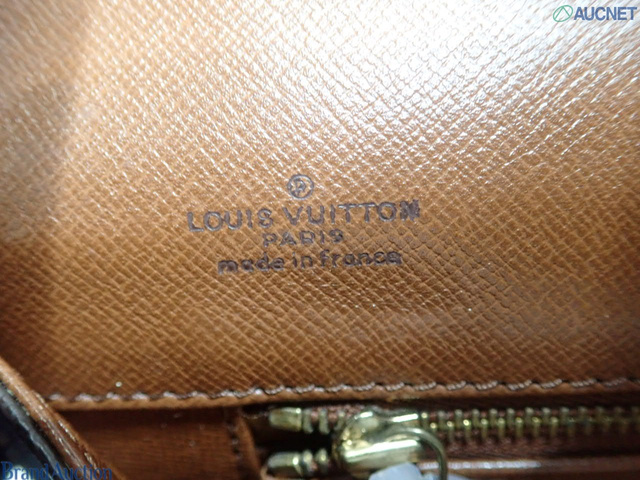 AUCNET
LOUIS VUITTON
PARIS
made in france
Brand Auction